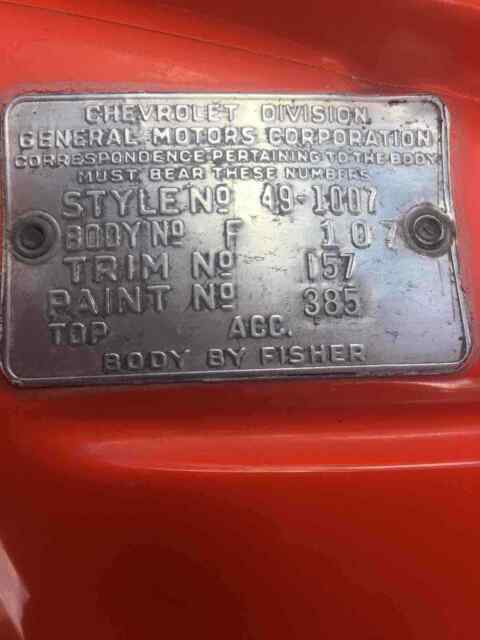 CHEVROLET DIVISION
GENERAL MOTORS CORPORATION
CORRESPONDENCE PERTAINING TO THE BODY
MUST BEAR THESE NUMBERS
STYLE Nº 49-1007
BODY Nº F 107
TRIM Nº 157
PAINT Nº 385
TOP ACC.
BODY BY FISHER